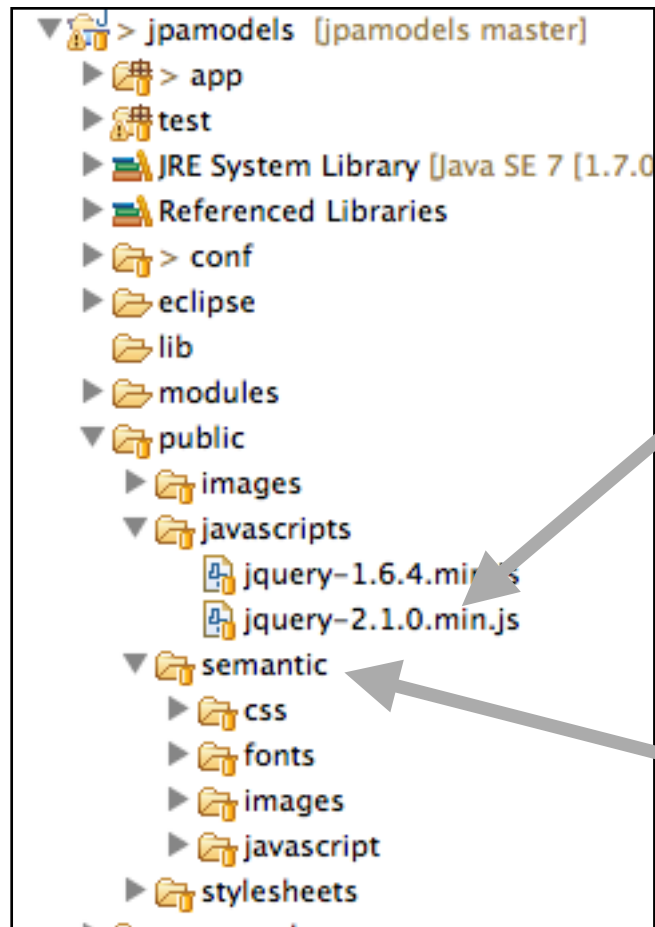 > jpamodels [jpamodels master]
> app
test
JRE System Library [Java SE 7 [1.7.0
Referenced Libraries
> conf
eclipse
lib
modules
public
images
javascripts
jquery-1.6.4.min.js
jquery-2.1.0.min.js
semantic
css
fonts
images
javascript
stylesheets